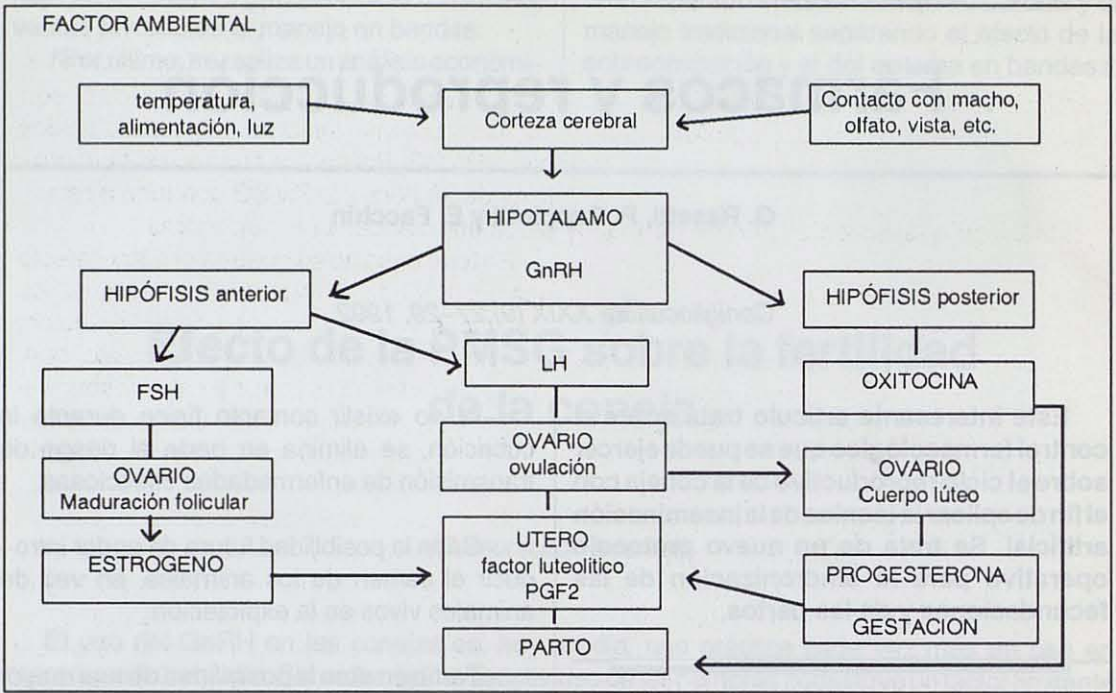 FACTOR AMBIENTAL
temperatura,
alimentación, luz
Corteza cerebral
Contacto con macho,
olfato, vista, etc.
HIPOTALAMO
GnRH
HIPÓFISIS anterior
HIPÓFISIS posterior
FSH
LH
OXITOCINA
OVARIO
Maduración folicular
OVARIO
ovulación
OVARIO
Cuerpo lúteo
ESTROGENO
UTERO
factor luteolitico
PGF2
PROGESTERONA
GESTACION
PARTO